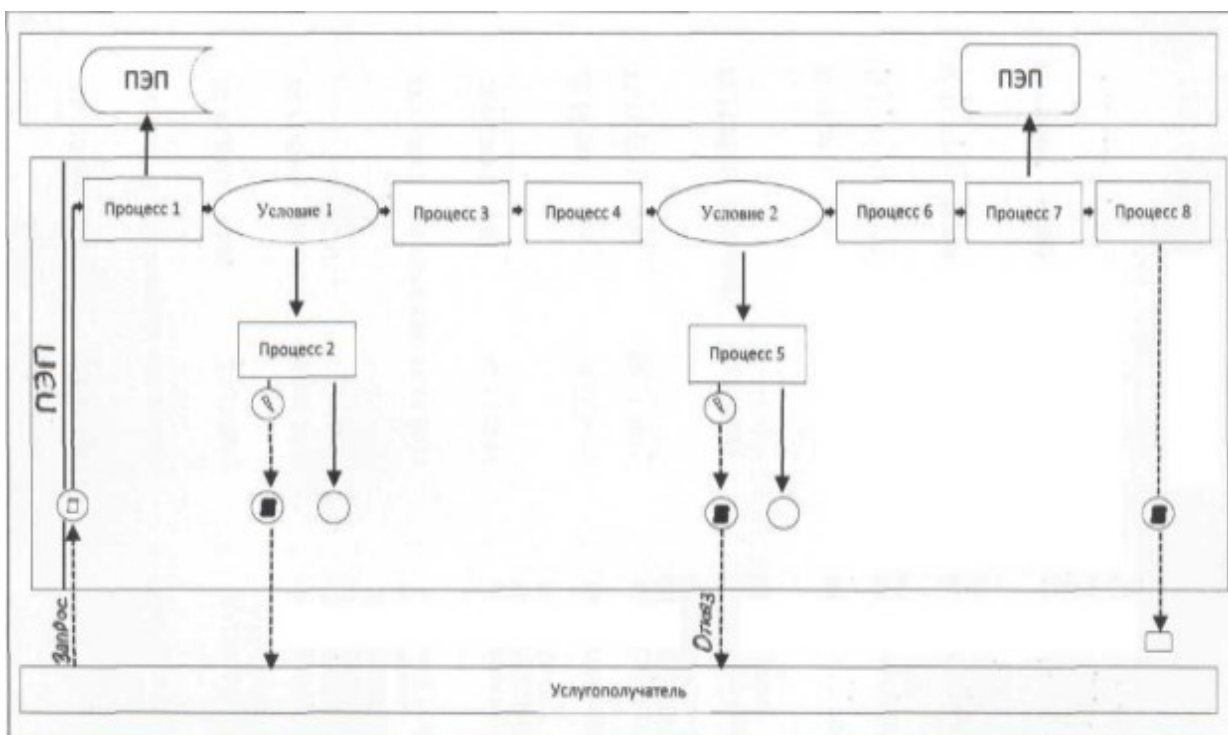 ПЭП
ПЭП
Процесс 1
Условие 1
Процесс 3
Процесс 4
Условие 2
Процесс 6
Процесс 7
Процесс 8
Процесс 2
Процесс 5
Запрос
Отказ
Услугополучатель